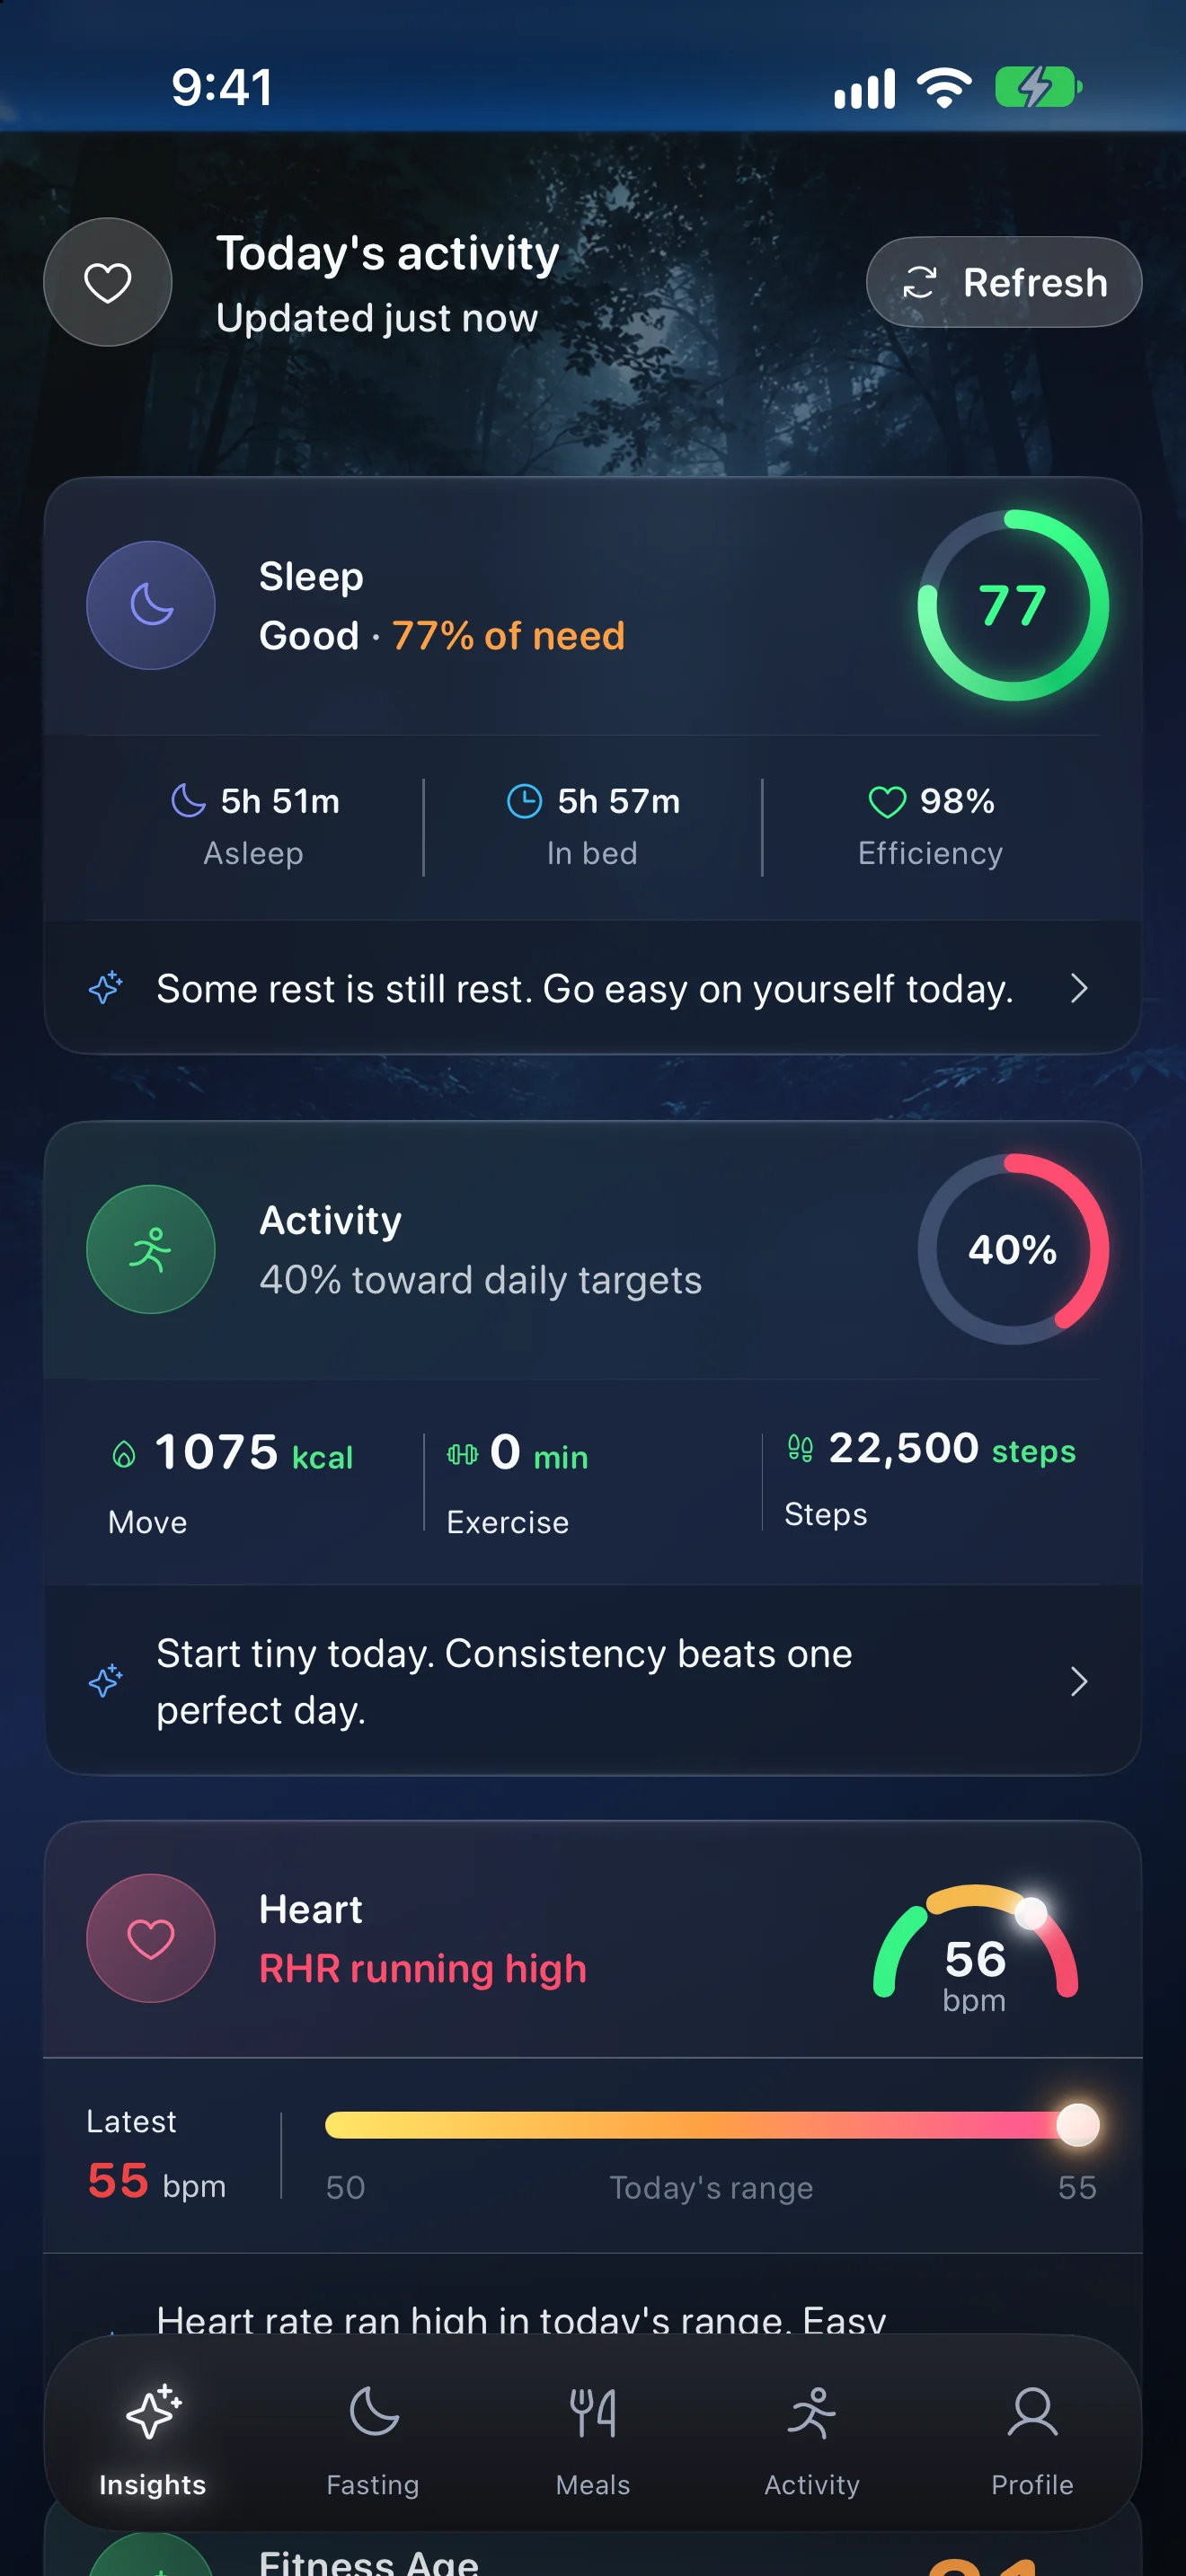 9:41
Today's activity
Updated just now
Refresh
Sleep
Good · 77% of need
77
5h 51m
Asleep
5h 57m
In bed
98%
Efficiency
Some rest is still rest. Go easy on yourself today.
Activity
40% toward daily targets
40%
1075 kcal
Move
0 min
Exercise
22,500 steps
Steps
Start tiny today. Consistency beats one
perfect day.
Heart
RHR running high
56
bpm
Latest
55 bpm
50
Today's range
55
Heart rate ran high in today's range. Easy
Insights
Fasting
Meals
Activity
Profile
Fitness Age